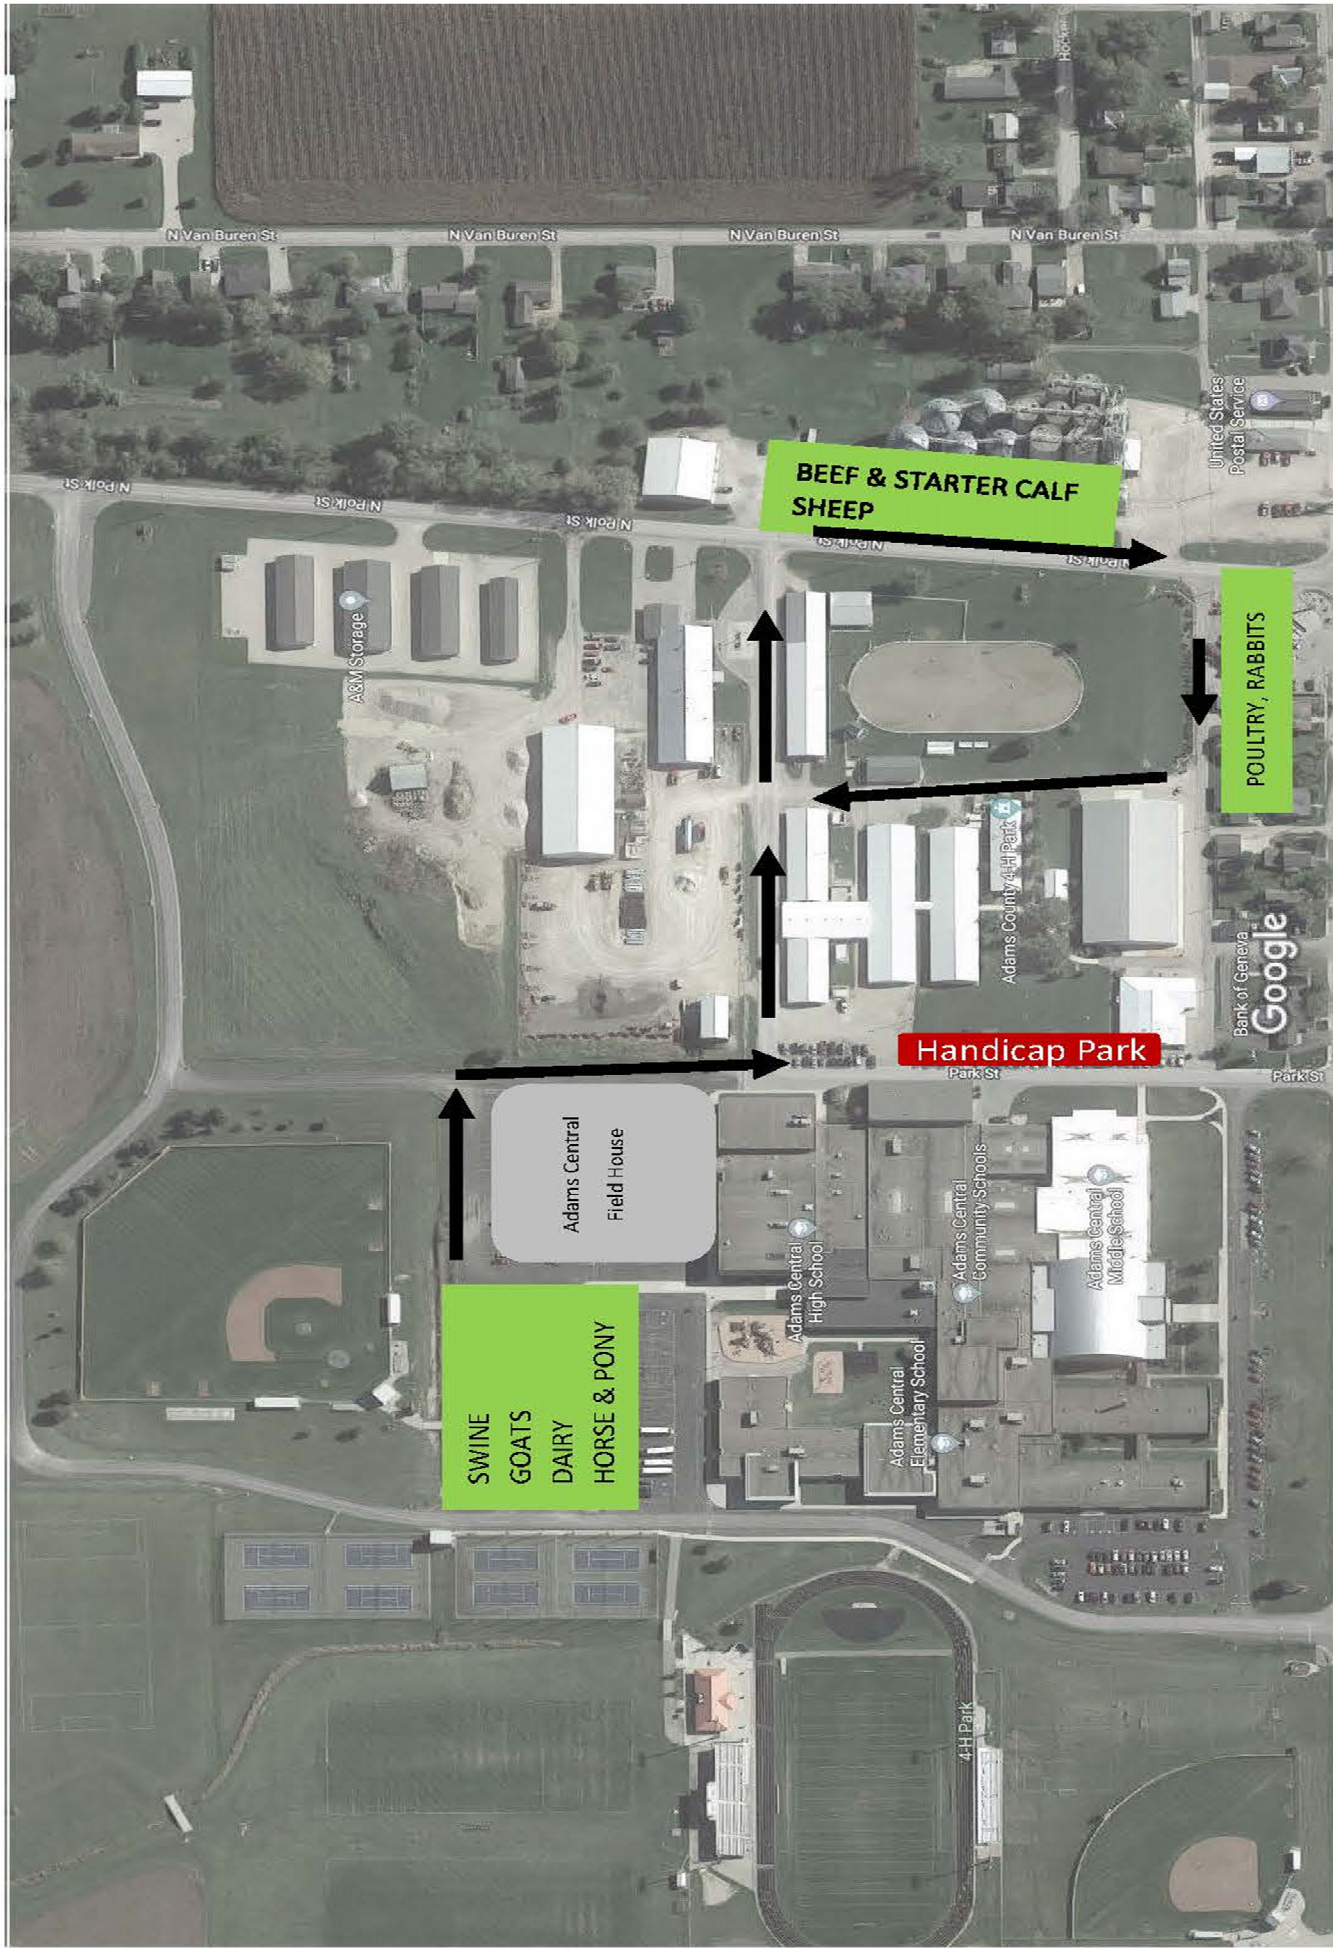 Hocker
N Van Buren St
N Van Buren St
N Van Buren St
N Van Buren St
United States
Postal Service
N Polk St
N Polk St
N Polk St
N Polk St
N Polk St
BEEF & STARTER CALF
SHEEP
A&M Storage
POULTRY, RABBITS
Adams County 4-H Park
Bank of Geneva
Google
Handicap Park
Park St
Park St
Adams Central
Field House
Adams Central
High School
Adams Central
Community Schools
Adams Central
Middle School
SWINE
GOATS
DAIRY
HORSE & PONY
Adams Central
Elementary School
4-H Park